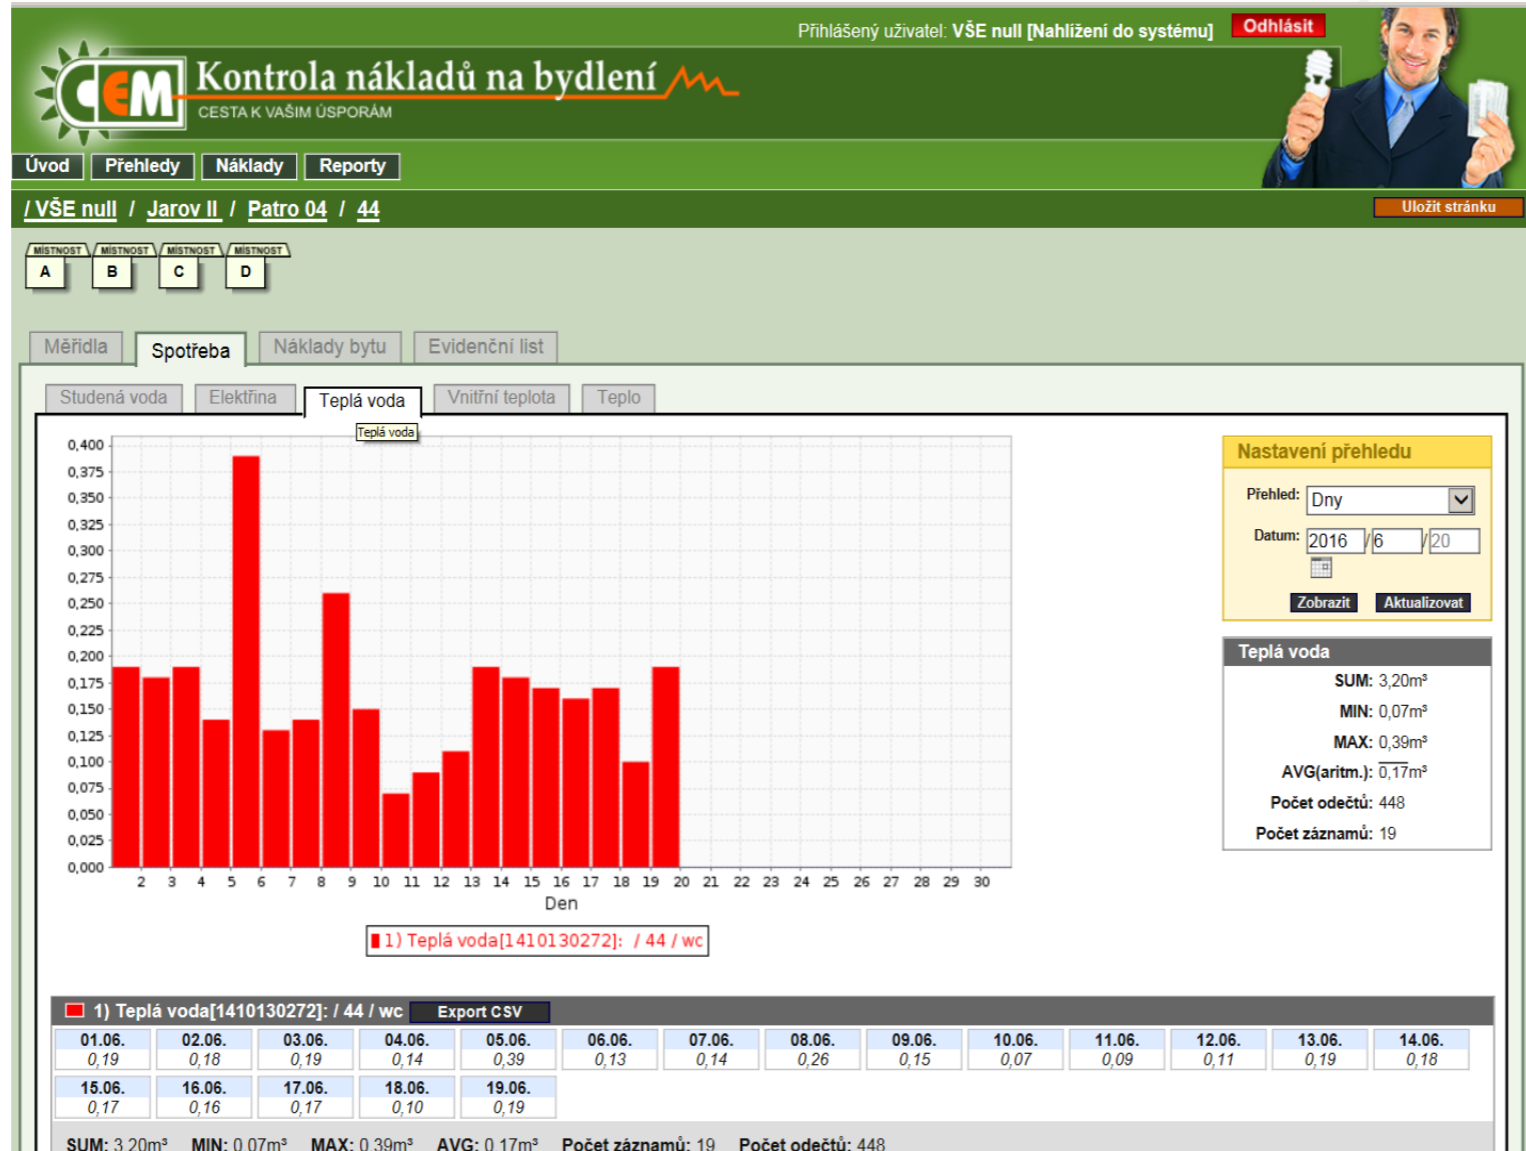 Přihlášený uživatel: VŠE null [Nahlížení do systému] Odhlásit
CEM Kontrola nákladů na bydlení
CESTA K VAŠIM ÚSPORÁM
Úvod Přehledy Náklady Reporty
/ VŠE null / Jarov II / Patro 04 / 44 Uložit stránku
MÍSTNOST MÍSTNOST MÍSTNOST MÍSTNOST
A B C D
Měřidla Spotřeba Náklady bytu Evidenční list
Studená voda Elektřina Teplá voda Vnitřní teplota Teplo
Teplá voda
0,400
0,375
0,350
0,325
0,300
0,275
0,250
0,225
0,200
0,175
0,150
0,125
0,100
0,075
0,050
0,025
0,000
2 3 4 5 6 7 8 9 10 11 12 13 14 15 16 17 18 19 20 21 22 23 24 25 26 27 28 29 30
Den
1) Teplá voda[1410130272]: / 44 / wc
Nastavení přehledu
Přehled: Dny
Datum: 2016 / 6 / 20
Zobrazit Aktualizovat
Teplá voda
SUM: 3,20m³
MIN: 0,07m³
MAX: 0,39m³
AVG(aritm.): 0,17m³
Počet odečtů: 448
Počet záznamů: 19
1) Teplá voda[1410130272]: / 44 / wc Export CSV
01.06. 02.06. 03.06. 04.06. 05.06. 06.06. 07.06. 08.06. 09.06. 10.06. 11.06. 12.06. 13.06. 14.06.
0,19 0,18 0,19 0,14 0,39 0,13 0,14 0,26 0,15 0,07 0,09 0,11 0,19 0,18
15.06. 16.06. 17.06. 18.06. 19.06.
0,17 0,16 0,17 0,10 0,19
SUM: 3,20m³ MIN: 0,07m³ MAX: 0,39m³ AVG: 0,17m³ Počet záznamů: 19 Počet odečtů: 448